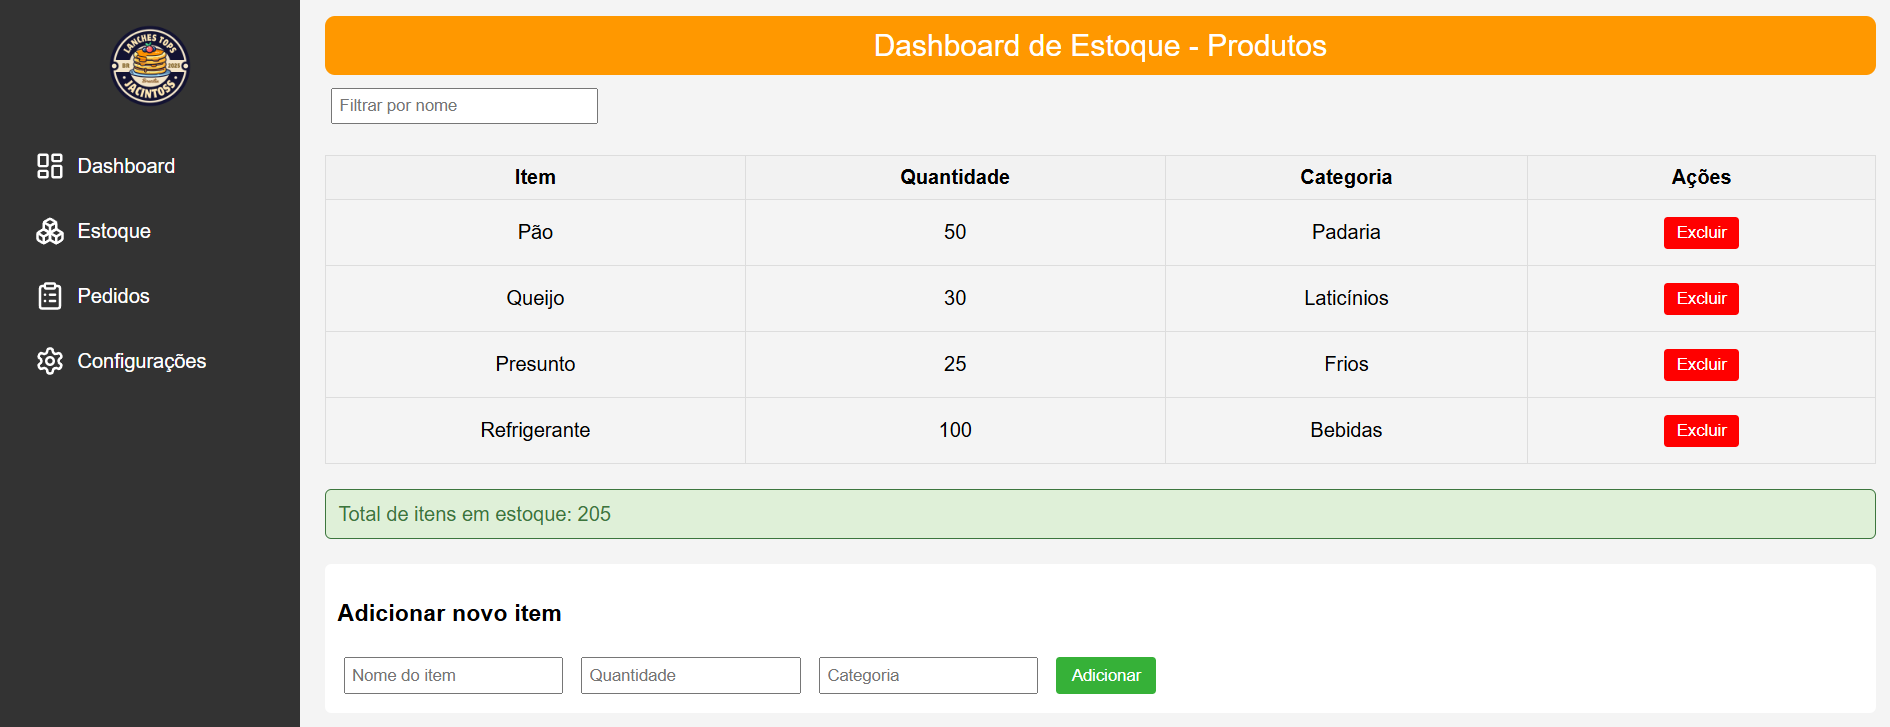 LANCHES TOPS
BR 2025
JACINTOSS
Dashboard
Estoque
Pedidos
Configurações
Dashboard de Estoque - Produtos
Filtrar por nome
Item Quantidade Categoria Ações
Pão 50 Padaria Excluir
Queijo 30 Laticínios Excluir
Presunto 25 Frios Excluir
Refrigerante 100 Bebidas Excluir
Total de itens em estoque: 205
Adicionar novo item
Nome do item Quantidade Categoria Adicionar